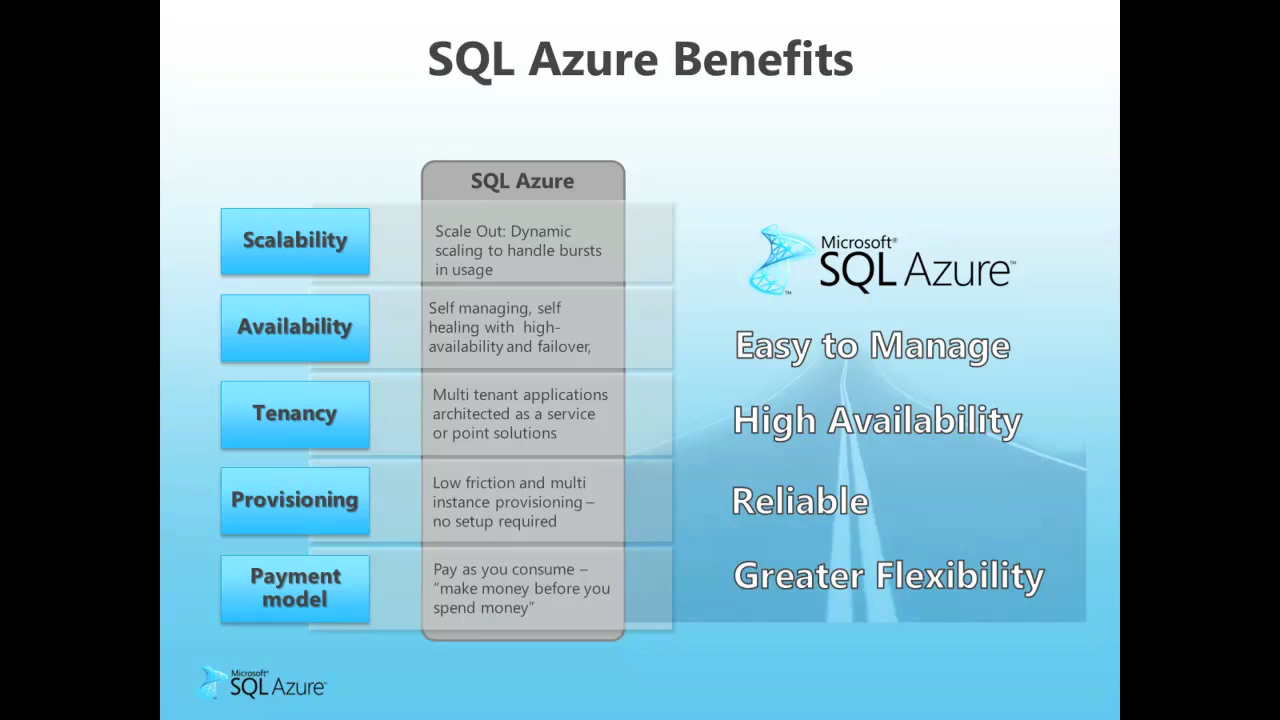 SQL Azure Benefits
SQL Azure
Scalability
Scale Out: Dynamic
scaling to handle bursts
in usage
Availability
Self managing, self
healing with high-
availability and failover,
Tenancy
Multi tenant applications
architected as a service
or point solutions
Provisioning
Low friction and multi
instance provisioning –
no setup required
Payment
model
Pay as you consume –
“make money before you
spend money”
Microsoft®
SQL Azure™
™
Easy to Manage
High Availability
Reliable
Greater Flexibility
Microsoft®
SQL Azure™